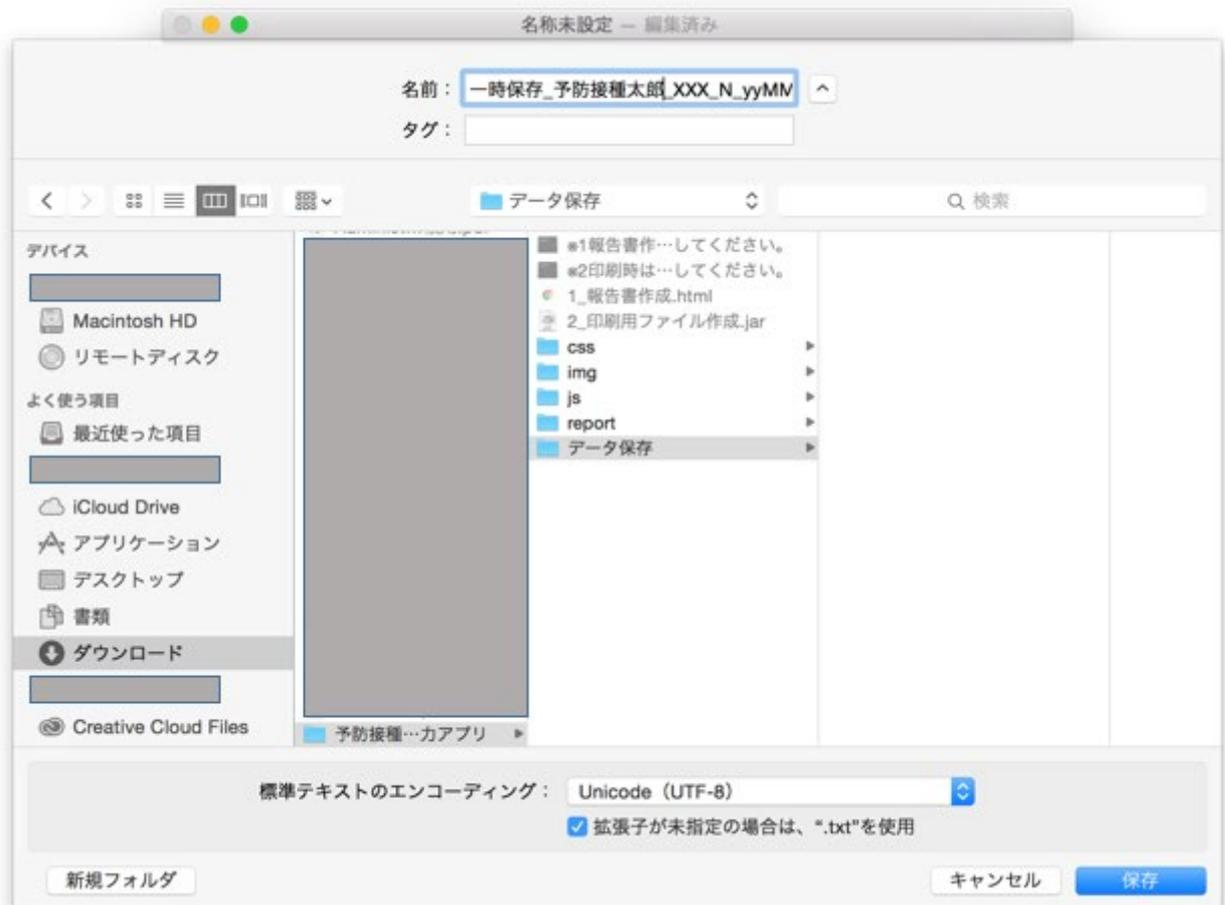 名称未設定 — 編集済み
名前： 一時保存_予防接種太郎_XXX_N_yyMM
タグ：
データ保存
検索
デバイス
Macintosh HD
リモートディスク
よく使う項目
最近使った項目
iCloud Drive
アプリケーション
デスクトップ
書類
ダウンロード
Creative Cloud Files
予防接種…力アプリ
※1報告書作…してください。
※2印刷時は…してください。
1_報告書作成.html
2_印刷用ファイル作成.jar
css
img
js
report
データ保存
標準テキストのエンコーディング： Unicode（UTF-8）
拡張子が未指定の場合は、“.txt”を使用
新規フォルダ
キャンセル
保存